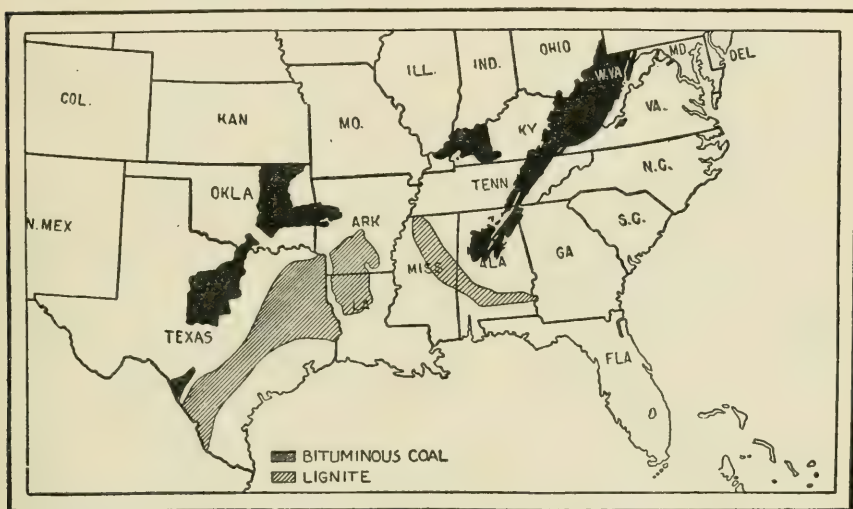 OHIO
MD
DEL
IND.
ILL.
W.VA
COL.
KAN
MO.
KY
VA.
N.C.
TENN
OKLA
ARK
N.MEX
S.C.
MISS
ALA
GA
LA
TEXAS
FLA
BITUMINOUS COAL
LIGNITE